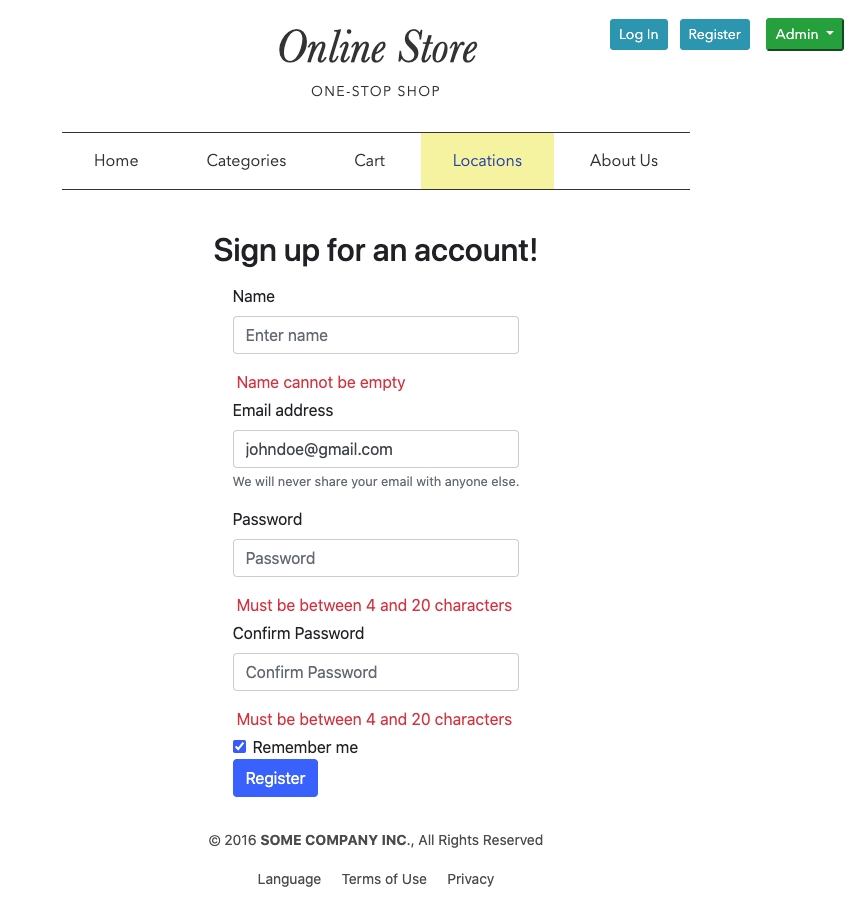 Online Store
ONE-STOP SHOP
Log In Register Admin
Home Categories Cart Locations About Us
Sign up for an account!
Name
Enter name
Name cannot be empty
Email address
johndoe@gmail.com
We will never share your email with anyone else.
Password
Password
Must be between 4 and 20 characters
Confirm Password
Confirm Password
Must be between 4 and 20 characters
Remember me
Register
© 2016 SOME COMPANY INC., All Rights Reserved
Language Terms of Use Privacy